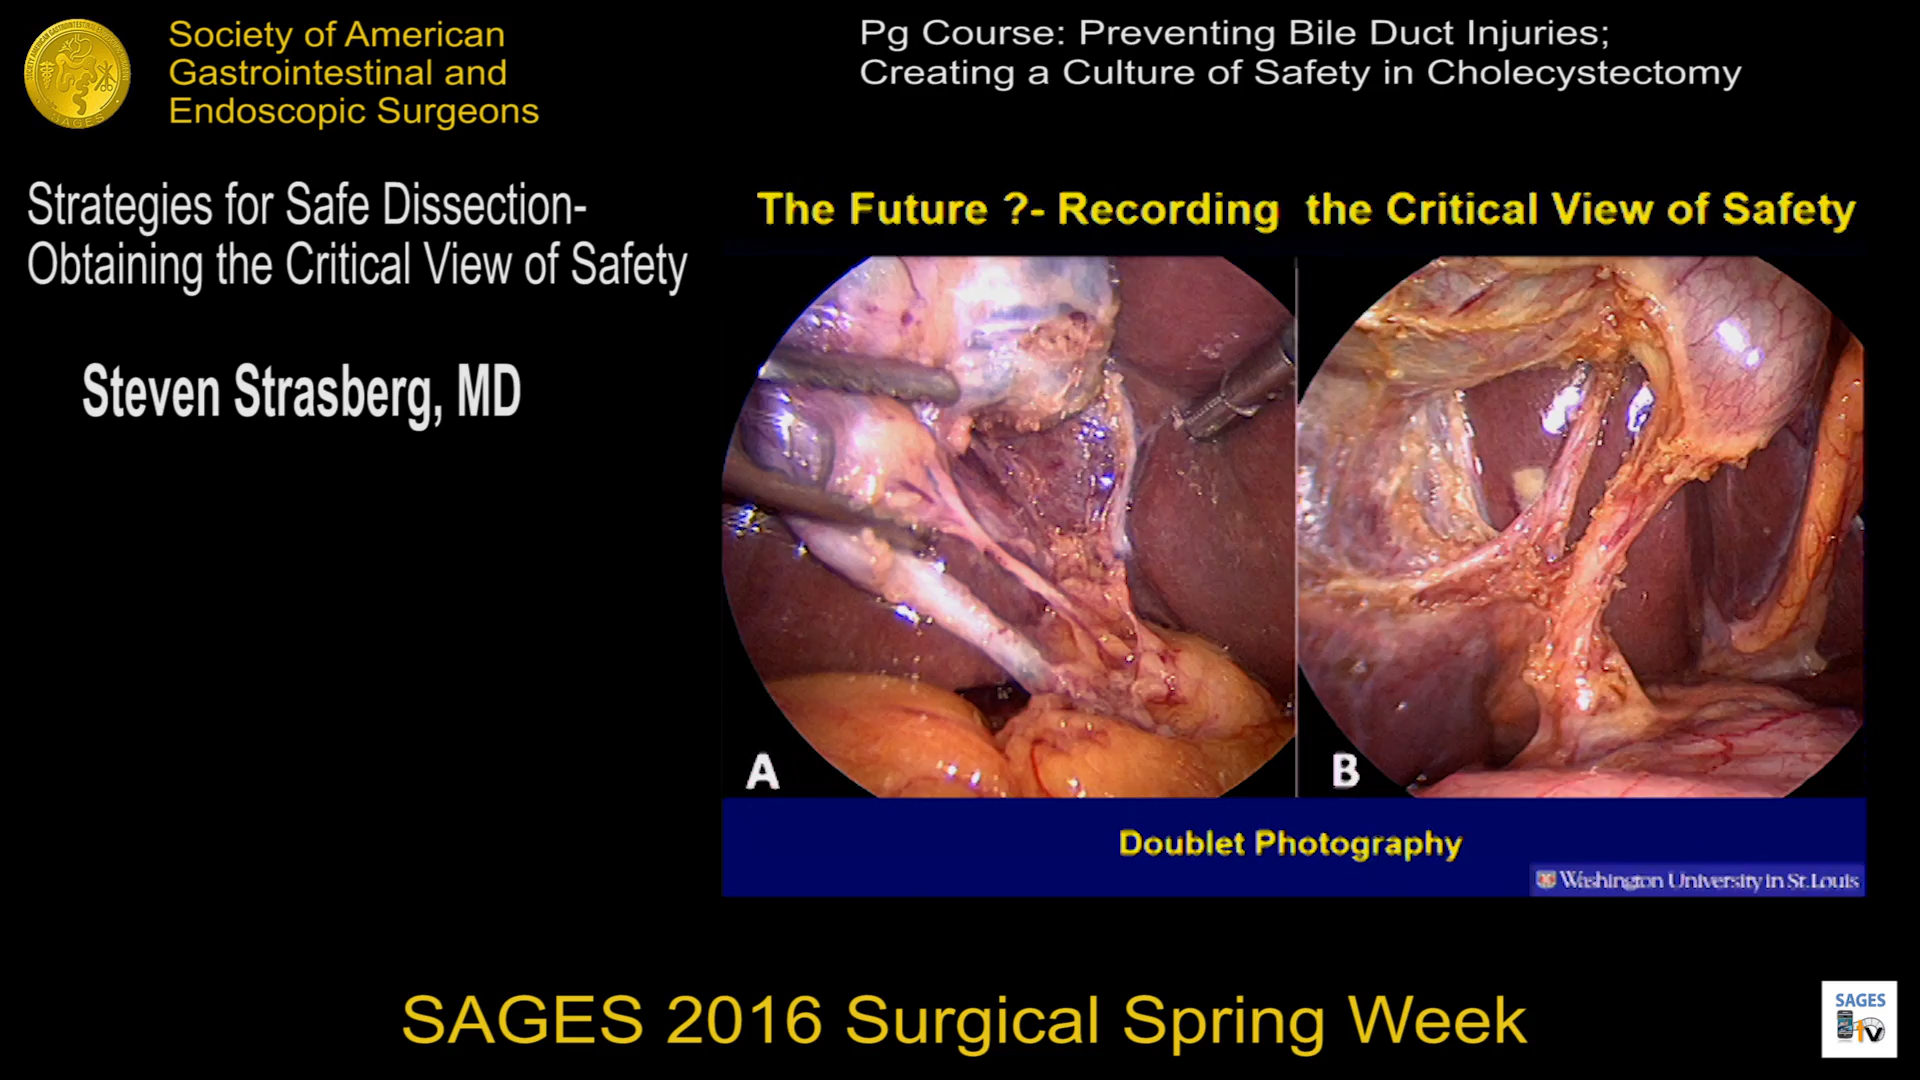 Society of American
Gastrointestinal and
Endoscopic Surgeons
Pg Course: Preventing Bile Duct Injuries;
Creating a Culture of Safety in Cholecystectomy
Strategies for Safe Dissection-
Obtaining the Critical View of Safety
Steven Strasberg, MD
The Future ?- Recording the Critical View of Safety
A
B
Doublet Photography
Washington University in St. Louis
SAGES 2016 Surgical Spring Week
SAGES
tv
SAGES